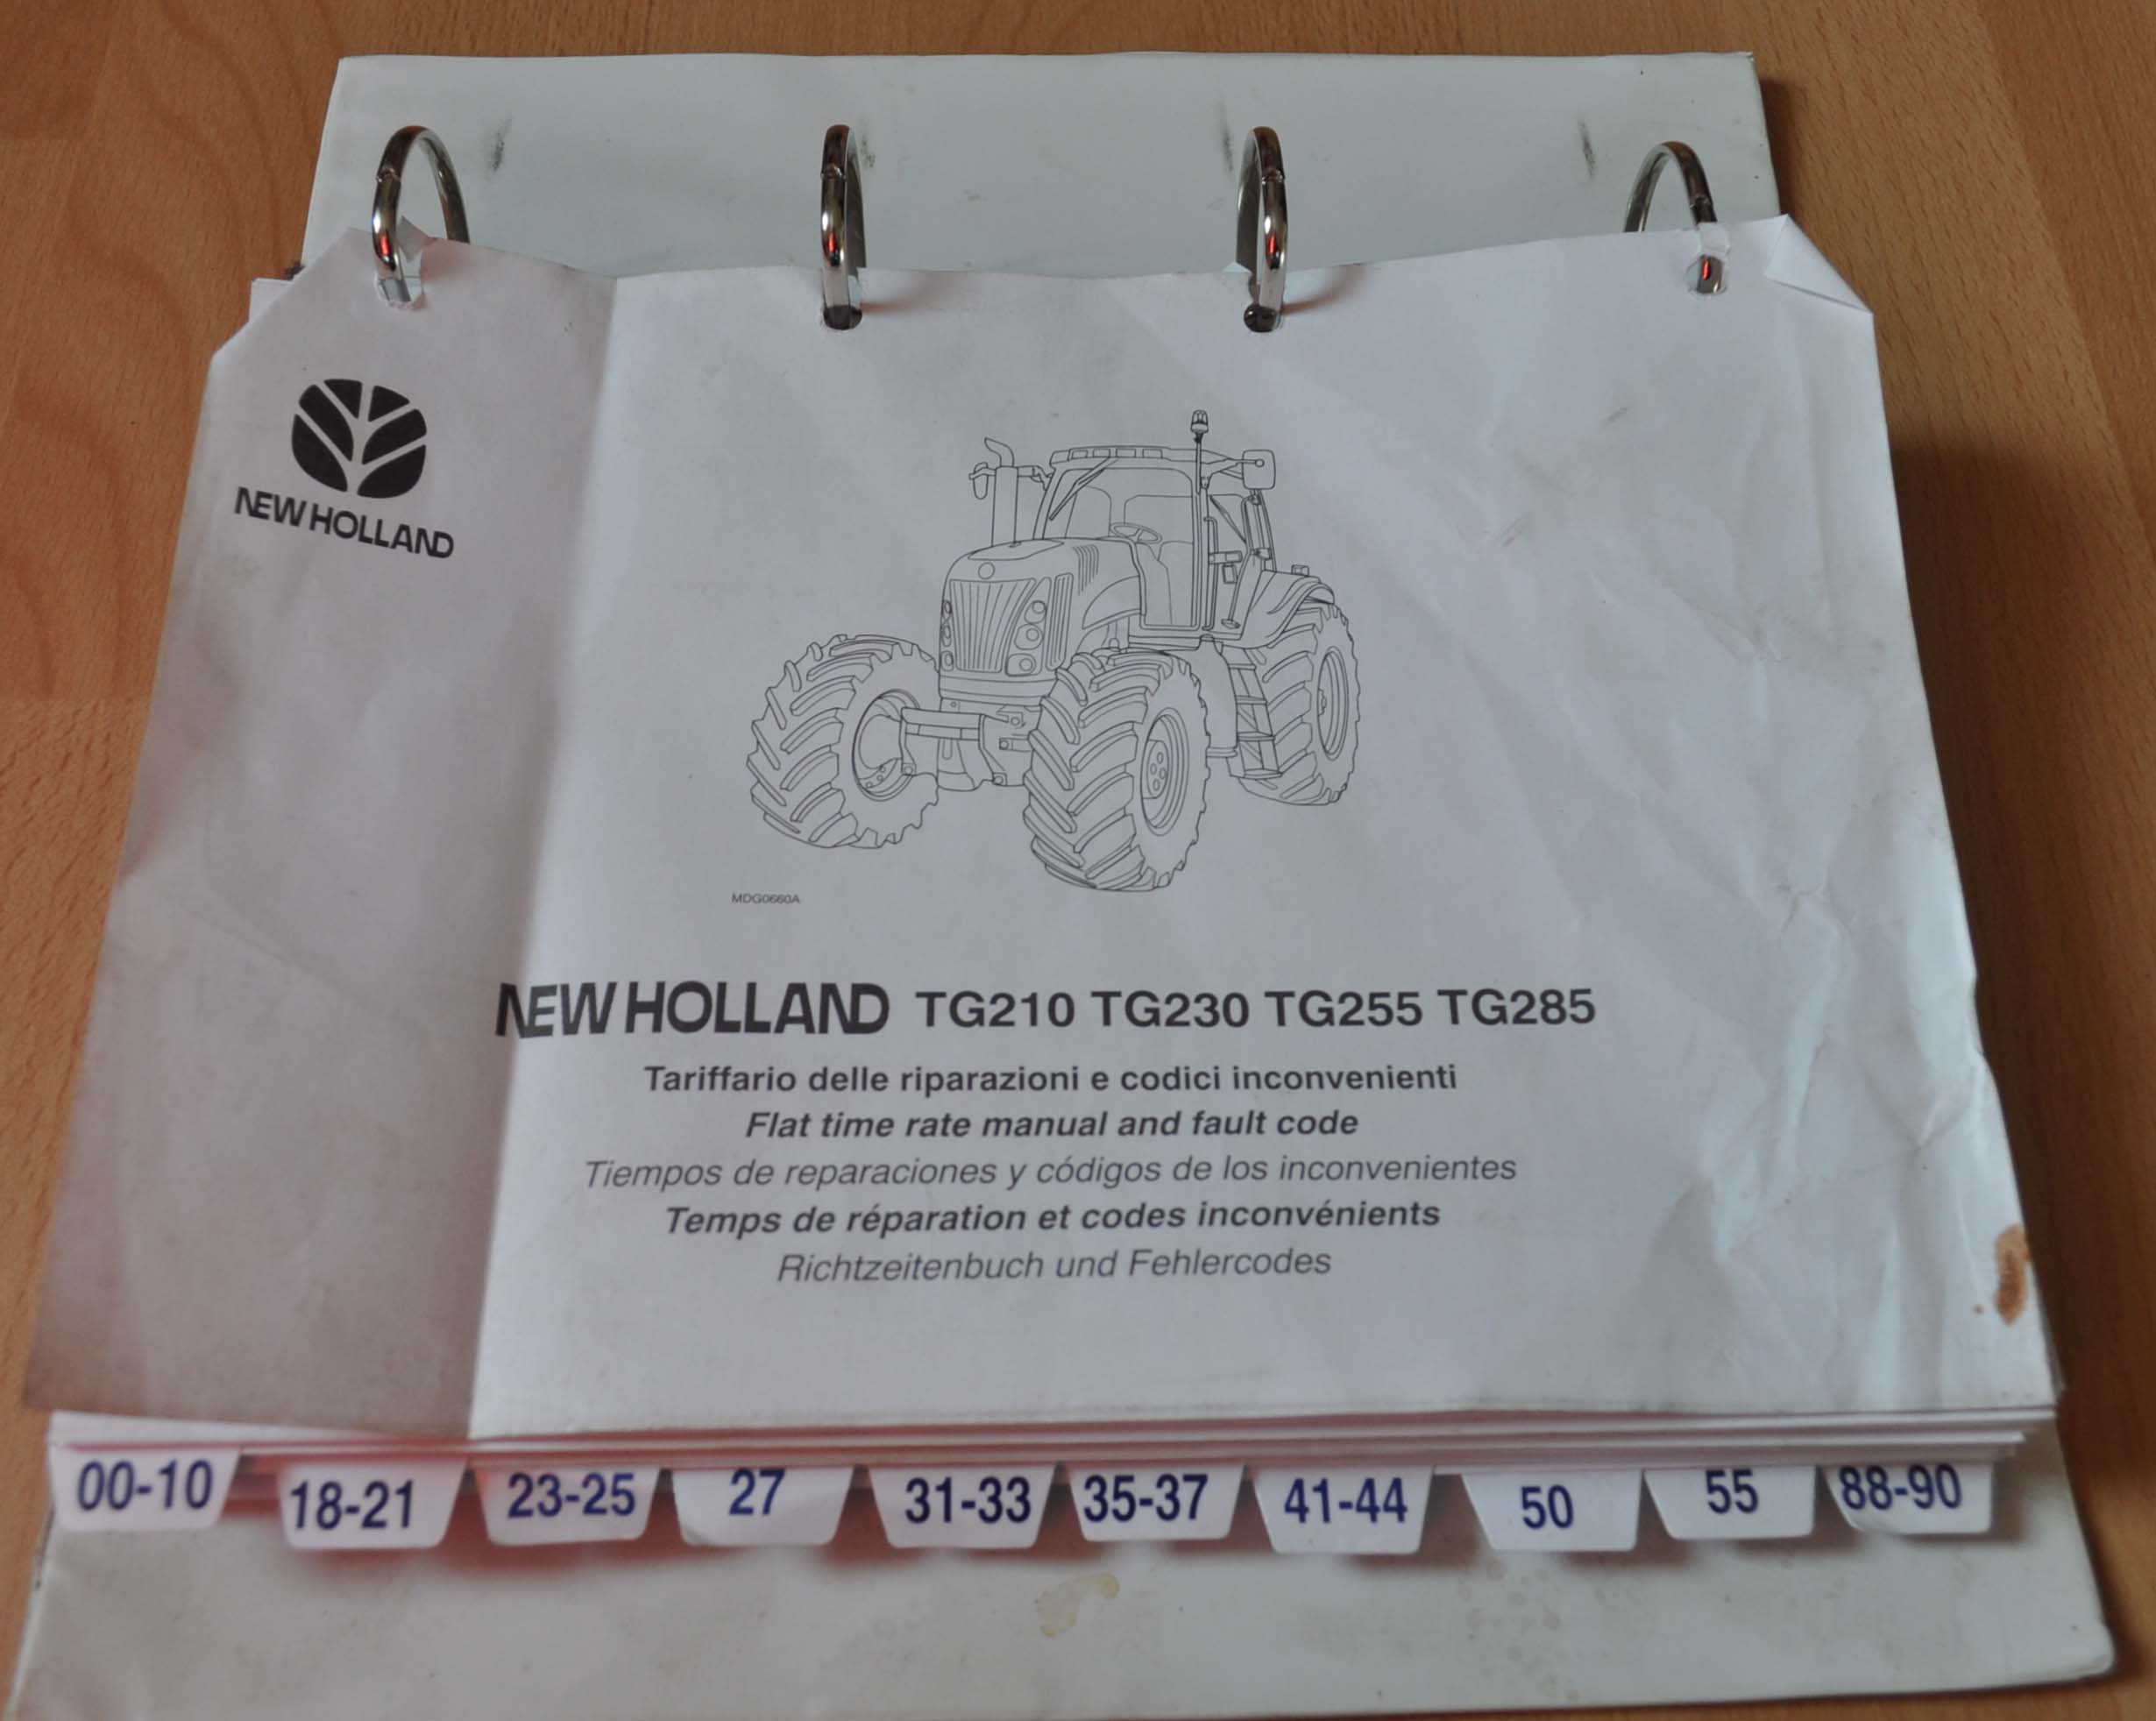 NEW HOLLAND
MDG0660A
NEW HOLLAND TG210 TG230 TG255 TG285
Tariffario delle riparazioni e codici inconvenienti
Flat time rate manual and fault code
Tiempos de reparaciones y códigos de los inconvenientes
Temps de réparation et codes inconvénients
Richtzeitenbuch und Fehlercodes
00-10 18-21 23-25 27 31-33 35-37 41-44 50 55 88-90